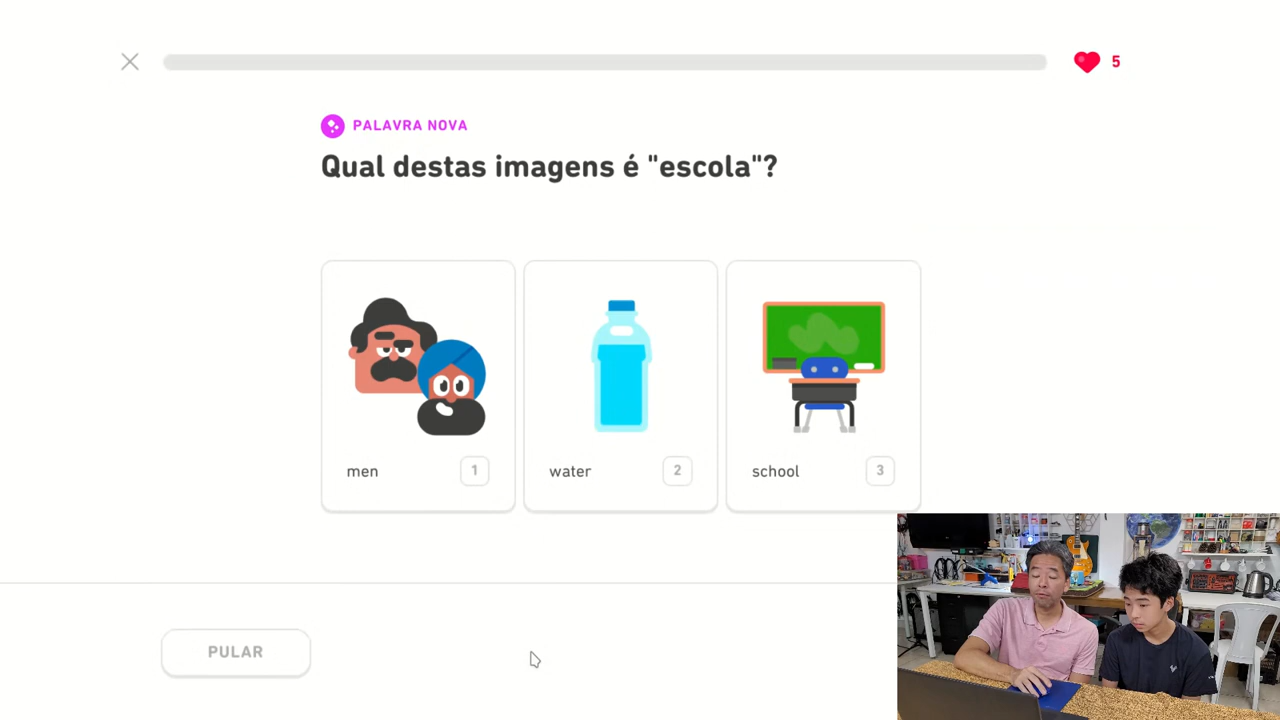 5
PALAVRA NOVA
Qual destas imagens é "escola"?
men 1
water 2
school 3
PULAR